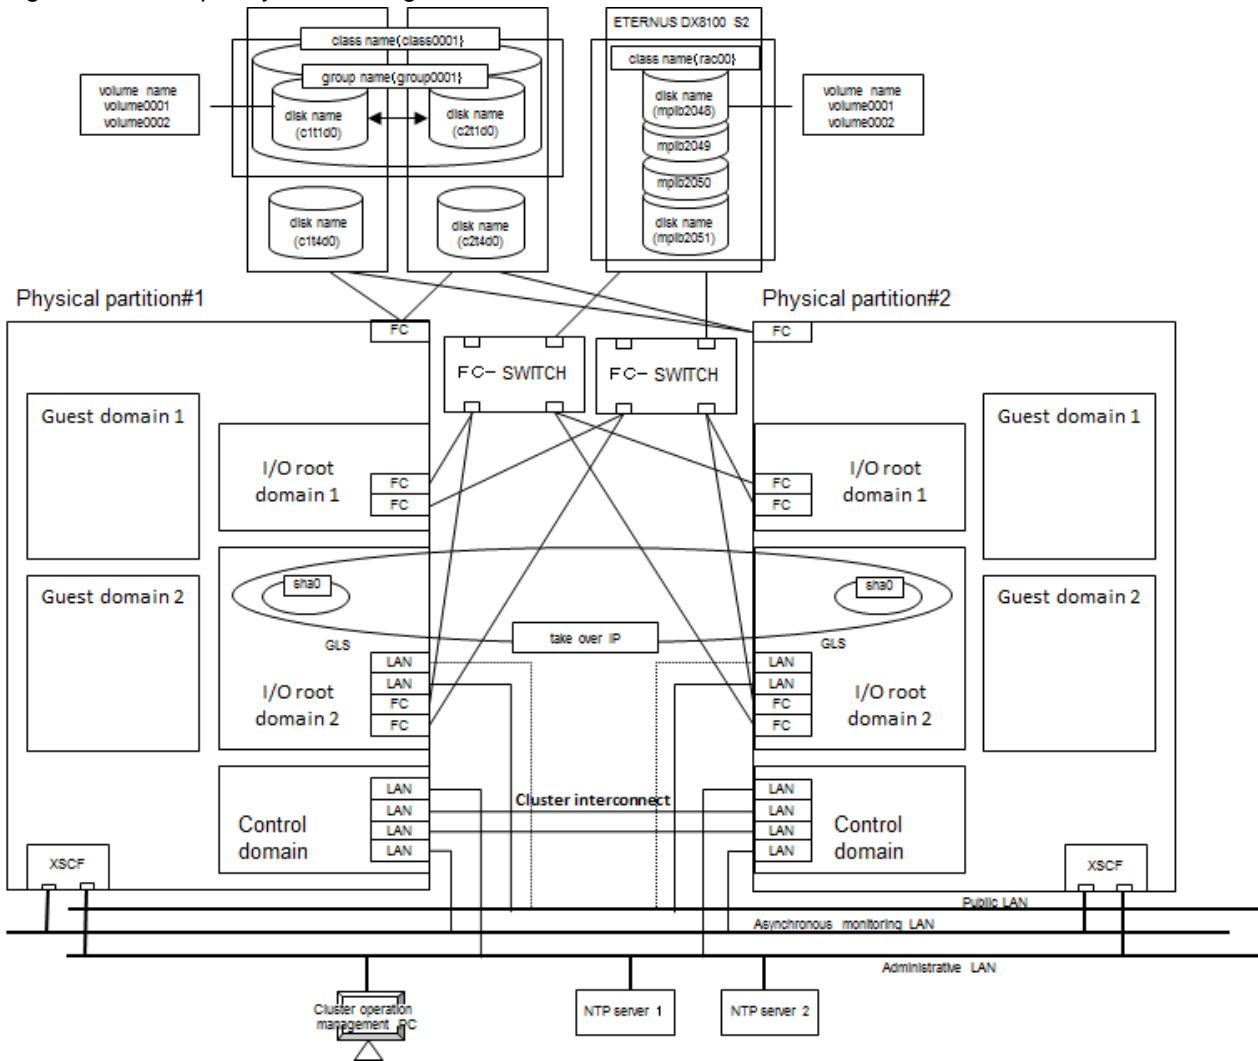 ETERNUS DX8100 S2
class name(class0001}
class name(rac00}
group name{group0001}
volume name
volume0001
volume0002
disk name
(c1t1d0)
disk name
(c2t1d0)
disk name
(mplb2048)
mplb2049
mplb2050
disk name
(mplb2051)
volume name
volume0001
volume0002
disk name
(c1t4d0)
disk name
(c2t4d0)
Physical partition#1
Physical partition#2
FC
FC
FC- SWITCH
FC- SWITCH
Guest domain 1
I/O root
domain 1
FC
FC
FC
FC
I/O root
domain 1
Guest domain 1
Guest domain 2
sha0
sha0
Guest domain 2
take over IP
GLS
GLS
I/O root
domain 2
LAN
LAN
FC
FC
LAN
LAN
FC
FC
I/O root
domain 2
Cluster interconnect
Control
domain
LAN
LAN
LAN
LAN
LAN
LAN
LAN
LAN
Control
domain
XSCF
XSCF
Public LAN
Asynchronous monitoring LAN
Administrative LAN
Cluster operation
management PC
NTP server 1
NTP server 2